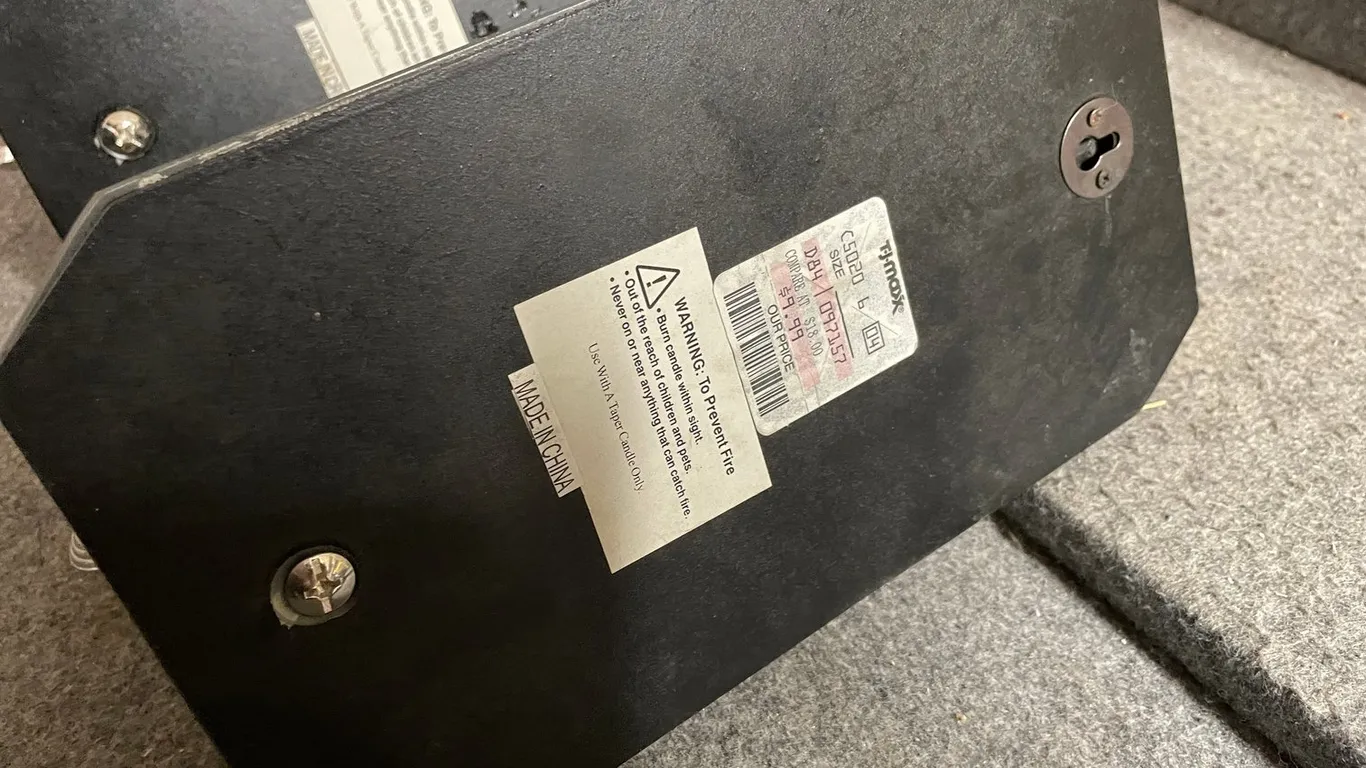 T·J·maxx®
C5020 6 04
SIZE
D84/097157
COMPARE AT $18.00
$9.99
OUR PRICE
WARNING: To Prevent Fire
• Burn candle within sight.
• Out of the reach of children and pets.
• Never on or near anything that can catch fire.
Use With A Taper Candle Only
MADE IN CHINA